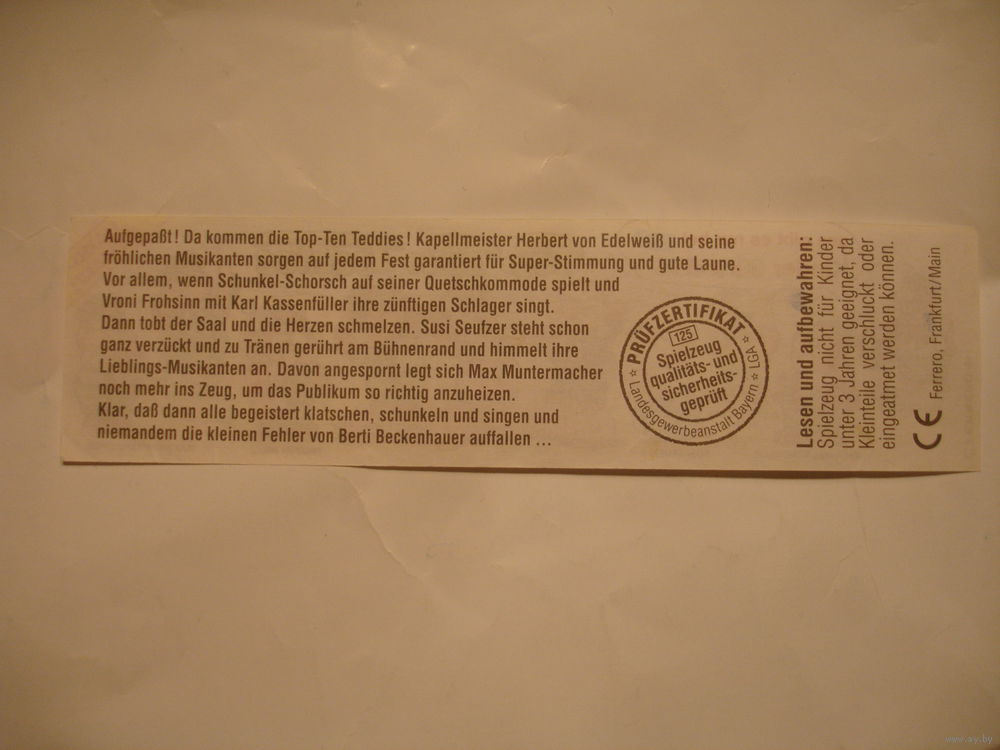 Aufgepaßt! Da kommen die Top-Ten Teddies! Kapellmeister Herbert von Edelweiß und seine
fröhlichen Musikanten sorgen auf jedem Fest garantiert für Super-Stimmung und gute Laune.
Vor allem, wenn Schunkel-Schorsch auf seiner Quetschkommode spielt und
Vroni Frohsinn mit Karl Kassenfüller ihre zünftigen Schlager singt.
Dann tobt der Saal und die Herzen schmelzen. Susi Seufzer steht schon
ganz verzückt und zu Tränen gerührt am Bühnenrand und himmelt ihre
Lieblings-Musikanten an. Davon angespornt legt sich Max Muntermacher
noch mehr ins Zeug, um das Publikum so richtig anzuheizen.
Klar, daß dann alle begeistert klatschen, schunkeln und singen und
niemandem die kleinen Fehler von Berti Beckenhauer auffallen ...
PRÜFZERTIFIKAT
125
Spielzeug
qualitäts- und
sicherheits-
geprüft
Landesgewerbeanstalt Bayern * LGA *
Lesen und aufbewahren:
Spielzeug nicht für Kinder
unter 3 Jahren geeignet, da
Kleinteile verschluckt oder
eingeatmet werden können.
CE Ferrero, Frankfurt/Main
www.ay.by